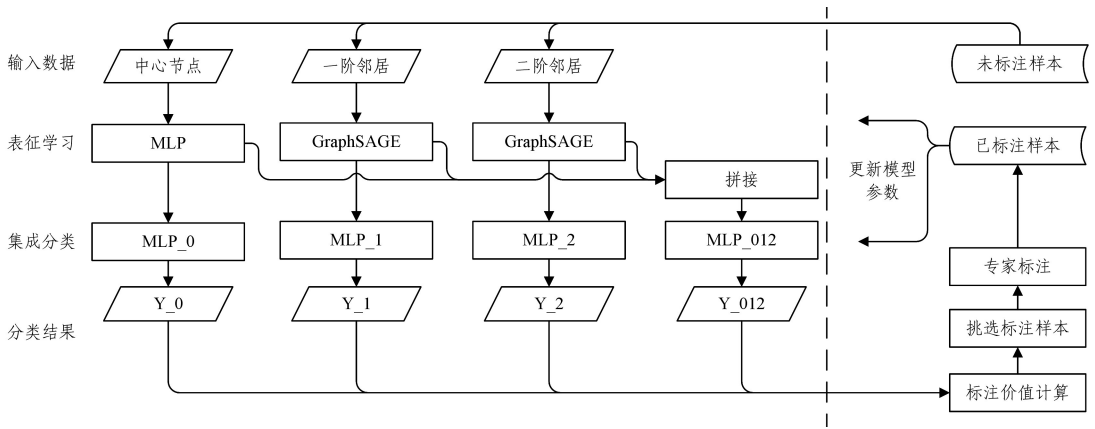 输入数据
中心节点
一阶邻居
二阶邻居
未标注样本
表征学习
MLP
GraphSAGE
GraphSAGE
拼接
更新模型
参数
已标注样本
集成分类
MLP_0
MLP_1
MLP_2
MLP_012
专家标注
分类结果
Y_0
Y_1
Y_2
Y_012
挑选标注样本
标注价值计算